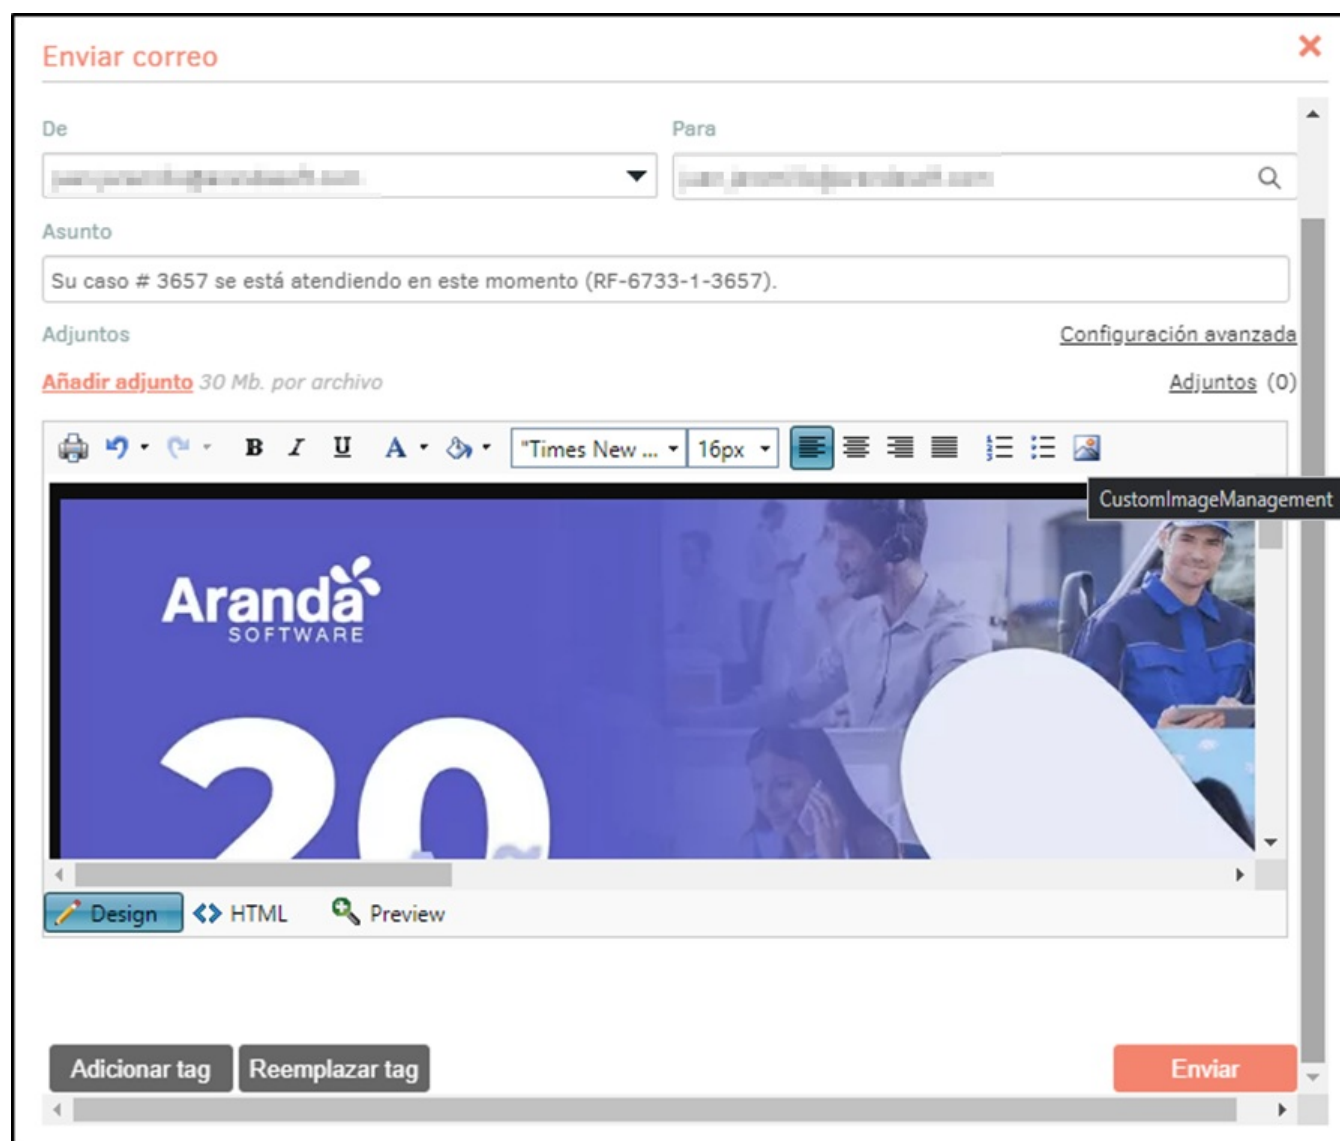 Enviar correo
De
Para
Asunto
Su caso # 3657 se está atendiendo en este momento (RF-6733-1-3657).
Adjuntos
Configuración avanzada
Añadir adjunto 30 Mb. por archivo
Adjuntos (0)
B I U A "Times New ... 16px
CustomImageManagement
Aranda
SOFTWARE
20
Design HTML Preview
Adicionar tag Reemplazar tag Enviar